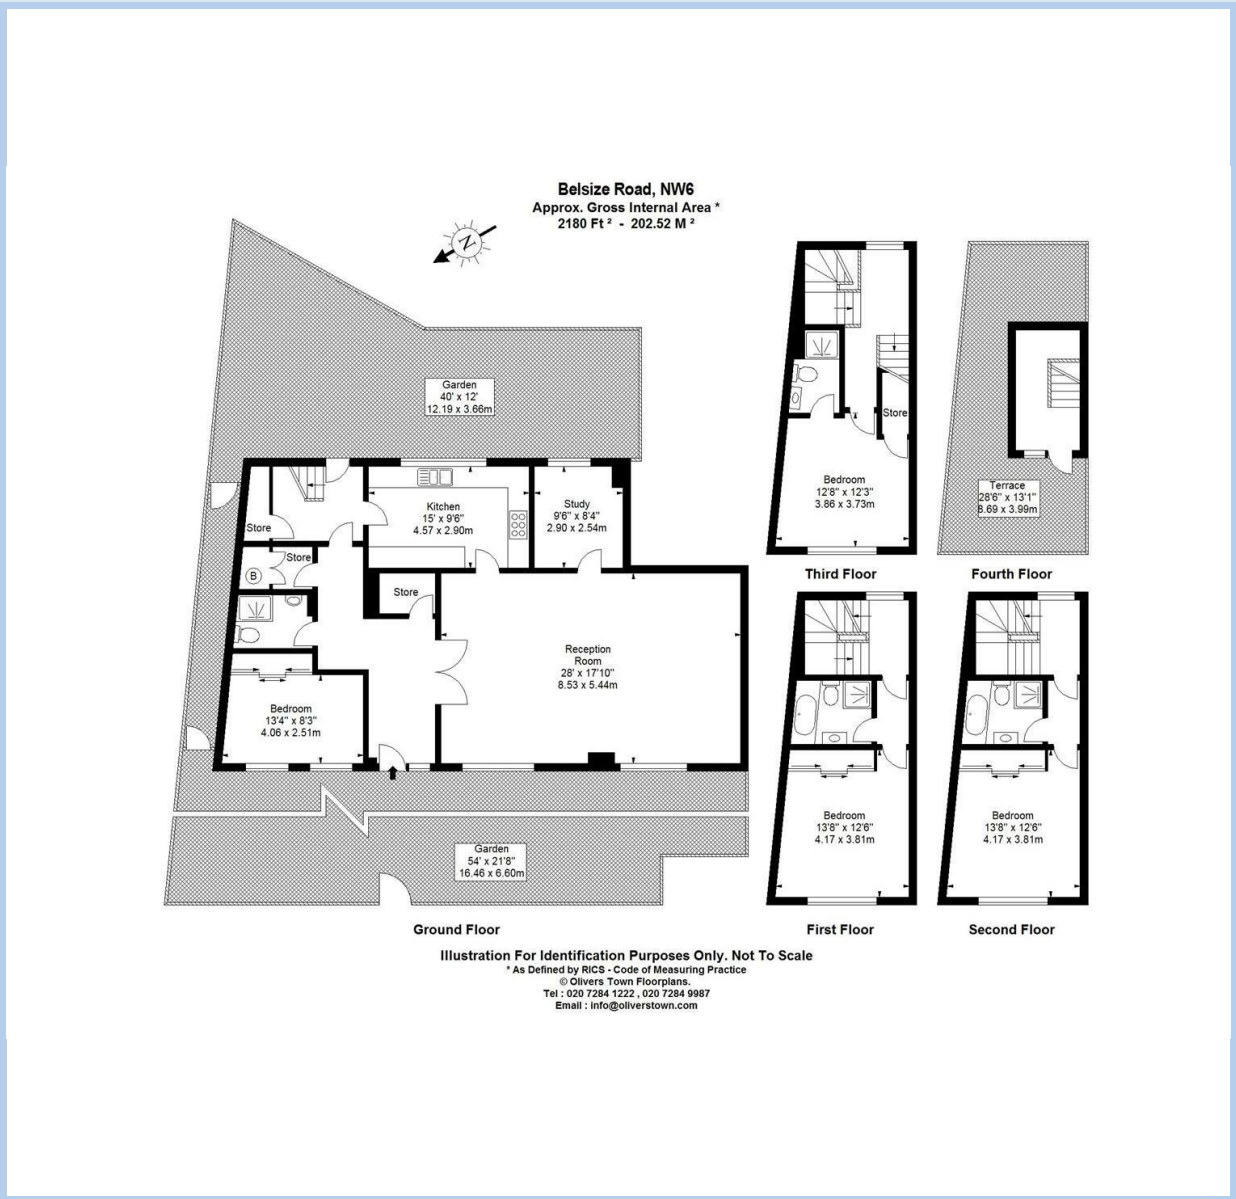 Belsize Road, NW6
Approx. Gross Internal Area *
2180 Ft ² - 202.52 M ²
N
Garden
40' x 12'
12.19 x 3.66m
Kitchen
15' x 9'6"
4.57 x 2.90m
Study
9'6" x 8'4"
2.90 x 2.54m
Store
Store
B
Store
Reception
Room
28' x 17'10"
8.53 x 5.44m
Bedroom
13'4" x 8'3"
4.06 x 2.51m
Garden
54' x 21'8"
16.46 x 6.60m
Ground Floor
Store
Bedroom
12'8" x 12'3"
3.86 x 3.73m
Third Floor
Terrace
28'6" x 13'1"
8.69 x 3.99m
Fourth Floor
Bedroom
13'8" x 12'6"
4.17 x 3.81m
First Floor
Bedroom
13'8" x 12'6"
4.17 x 3.81m
Second Floor
Illustration For Identification Purposes Only. Not To Scale
* As Defined by RICS - Code of Measuring Practice
© Olivers Town Floorplans.
Tel : 020 7284 1222 , 020 7284 9987
Email : info@oliverstown.com